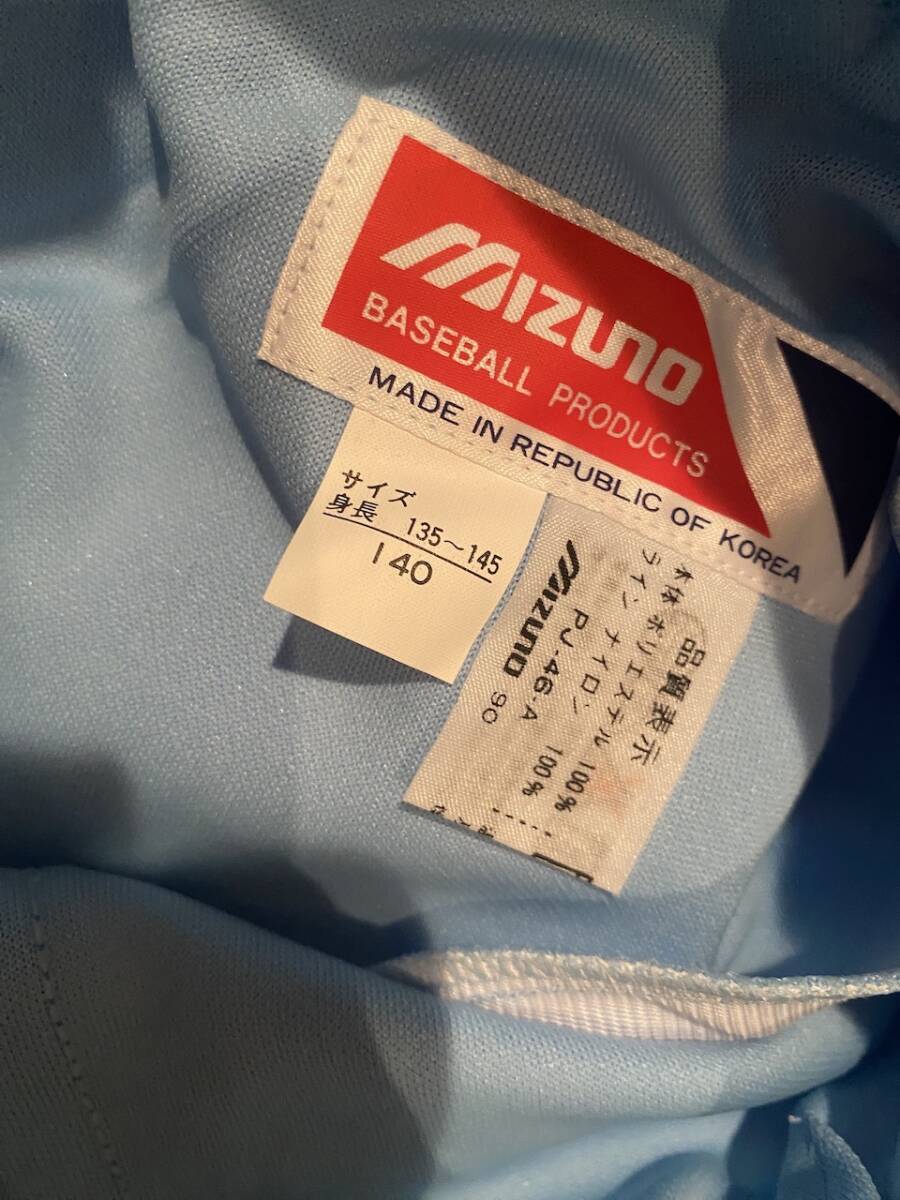 MIZUNO
BASEBALL PRODUCTS
MADE IN REPUBLIC OF KOREA
サイズ
身長 135～145
140
品質表示
本体 ポリエステル 100%
ライン ナイロン 100%
PJ-46-A 90
MIZUNO